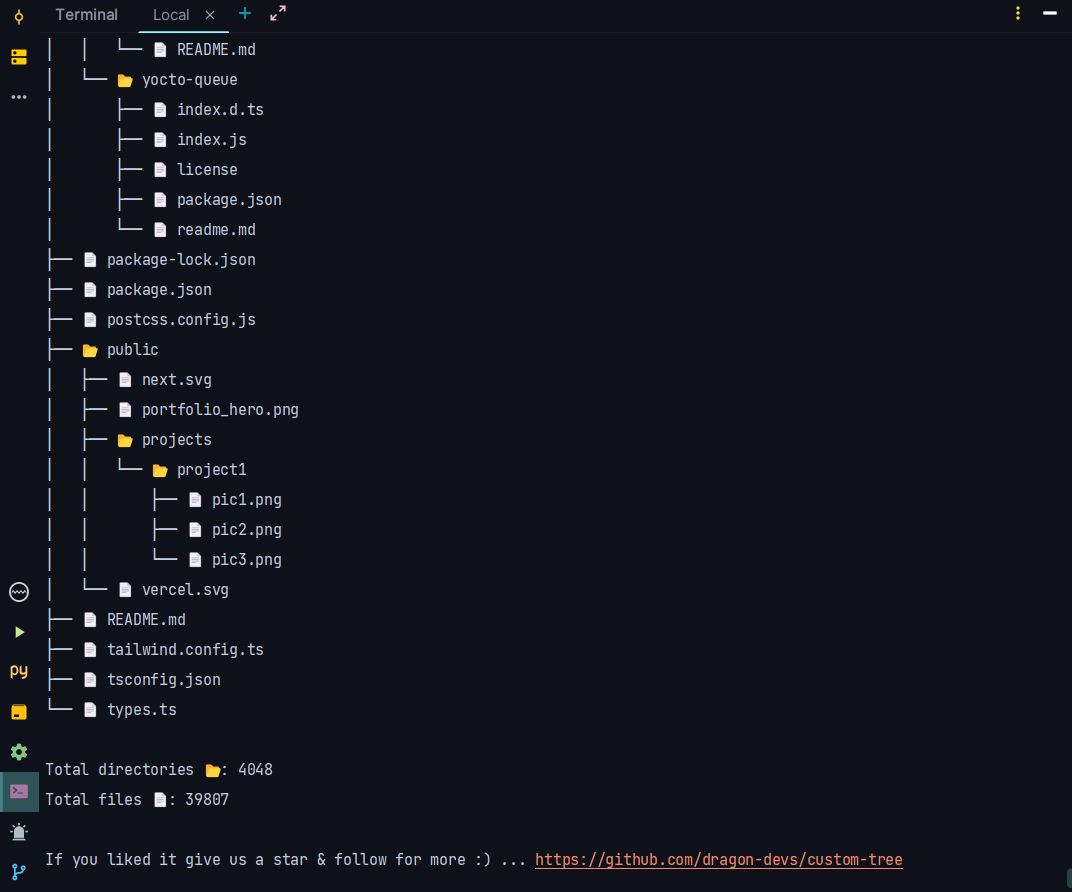 Terminal Local
README.md
yocto-queue
index.d.ts
index.js
license
package.json
readme.md
package-lock.json
package.json
postcss.config.js
public
next.svg
portfolio_hero.png
projects
project1
pic1.png
pic2.png
pic3.png
vercel.svg
README.md
tailwind.config.ts
tsconfig.json
types.ts
py
Total directories 📂: 4048
Total files 📄: 39807
If you liked it give us a star & follow for more :) ... https://github.com/dragon-devs/custom-tree